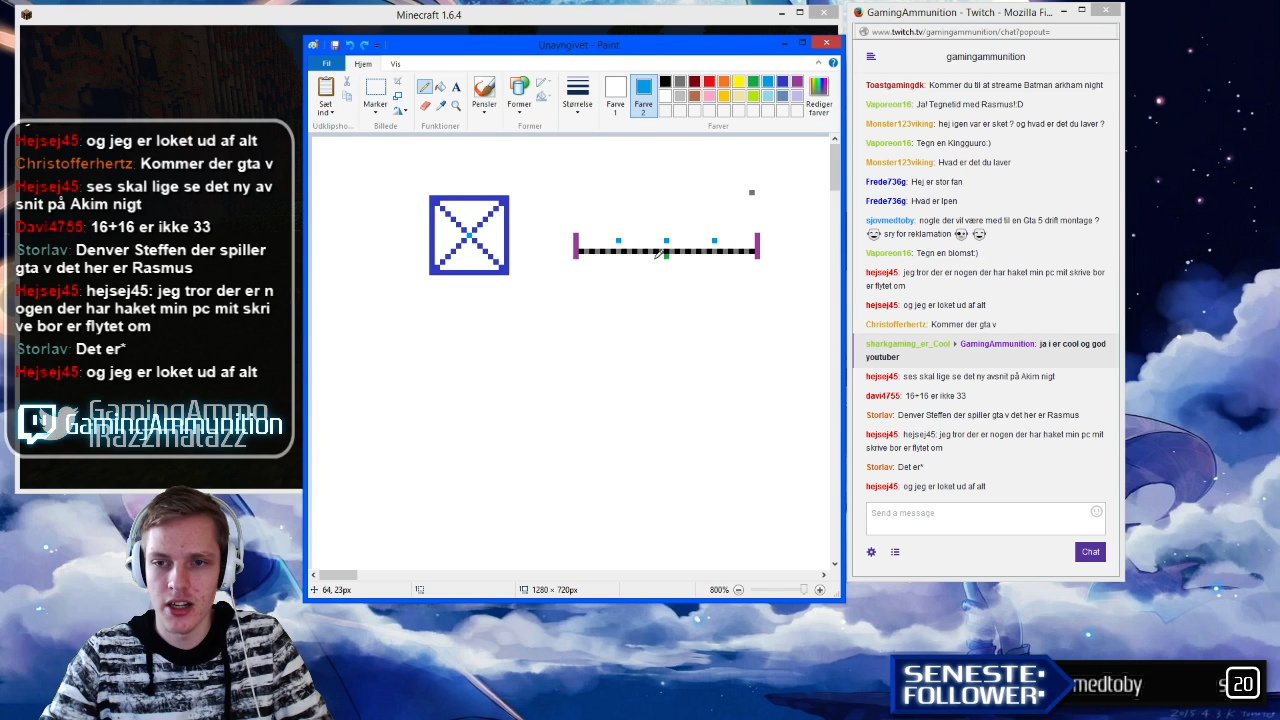 Minecraft 1.6.4
Unavngivet - Paint
Fil
Hjem
Vis
Sæt ind
Marker
Pensler
Former
Størrelse
Farve 1
Farve 2
Rediger farver
Udklipsho...
Billede
Funktioner
Former
Farver
64, 23px
1280 × 720px
800%
Hejsej45: og jeg er loket ud af alt
Christofferhertz: Kommer der gta v
Hejsej45: ses skal lige se det ny av
snit på Akim nigt
Davi4755: 16+16 er ikke 33
Storlav: Denver Steffen der spiller
gta v det her er Rasmus
Hejsej45: hejsej45: jeg tror der er n
ogen der har haket min pc mit skri
ve bor er flytet om
Storlav: Det er*
Hejsej45: og jeg er loket ud af alt
GamingAmmo
GamingAmmunition
iRazzMatazz
GamingAmmunition - Twitch - Mozilla Fi...
www.twitch.tv/gamingammunition/chat?popout=
gamingammunition
Toastgamingdk: Kommer du til at streame Batman arkham night
Vaporeon16: Ja! Tegnetid med Rasmus!:D
Monster123viking: hej igen var er sket ? og hvad er det du laver ?
Vaporeon16: Tegn en Kingguuro:)
Monster123viking: Hvad er det du laver
Frede736g: Hej er stor fan
Frede736g: Hvad er Ipen
sjovmedtoby: nogle der vil være med til en Gta 5 drift montage ?
sry for reklamation
Vaporeon16: Tegn en blomst:)
hejsej45: jeg tror der er nogen der har haket min pc mit skrive bor
er flytet om
hejsej45: og jeg er loket ud af alt
Christofferhertz: Kommer der gta v
sharkgaming_er_Cool ▸ GamingAmmunition: ja i er cool og god
youtuber
hejsej45: ses skal lige se det ny avsnit på Akim nigt
davi4755: 16+16 er ikke 33
Storlav: Denver Steffen der spiller gta v det her er Rasmus
hejsej45: hejsej45: jeg tror der er nogen der har haket min pc mit
skrive bor er flytet om
Storlav: Det er*
hejsej45: og jeg er loket ud af alt
Send a message
Chat
SENESTE
FOLLOWER
medtoby
20